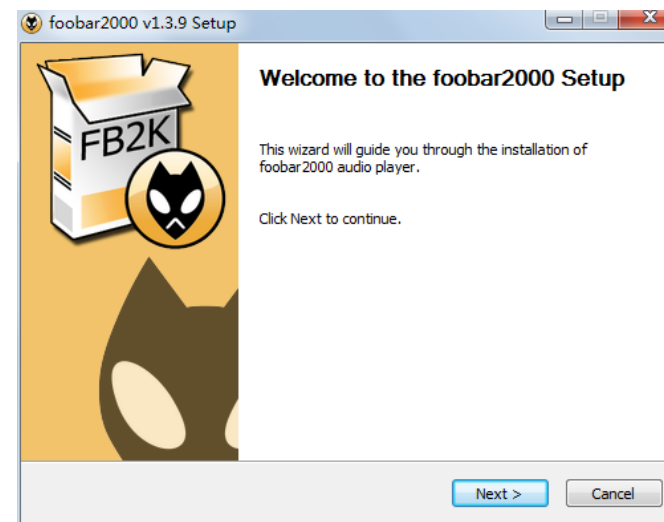 foobar2000 v1.3.9 Setup
Welcome to the foobar2000 Setup
FB2K
This wizard will guide you through the installation of
foobar2000 audio player.
Click Next to continue.
Next >
Cancel